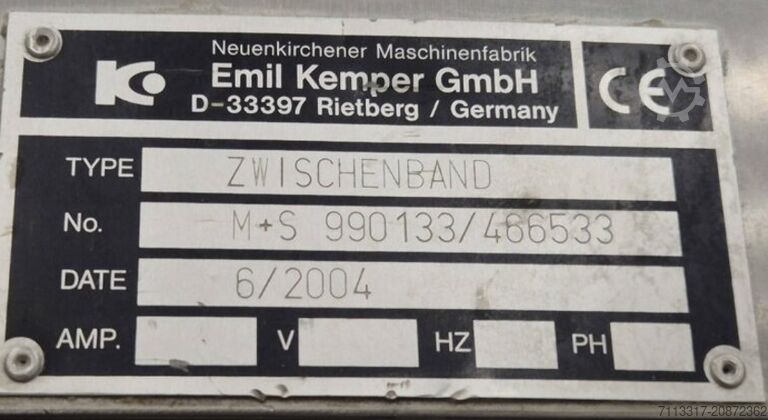 Neuenkirchener Maschinenfabrik
Emil Kemper GmbH
D-33397 Rietberg / Germany
CE
TYPE ZWISCHENBAND
No. M+S 990133/466533
DATE 6/2004
AMP. V HZ PH
7113317-20872362